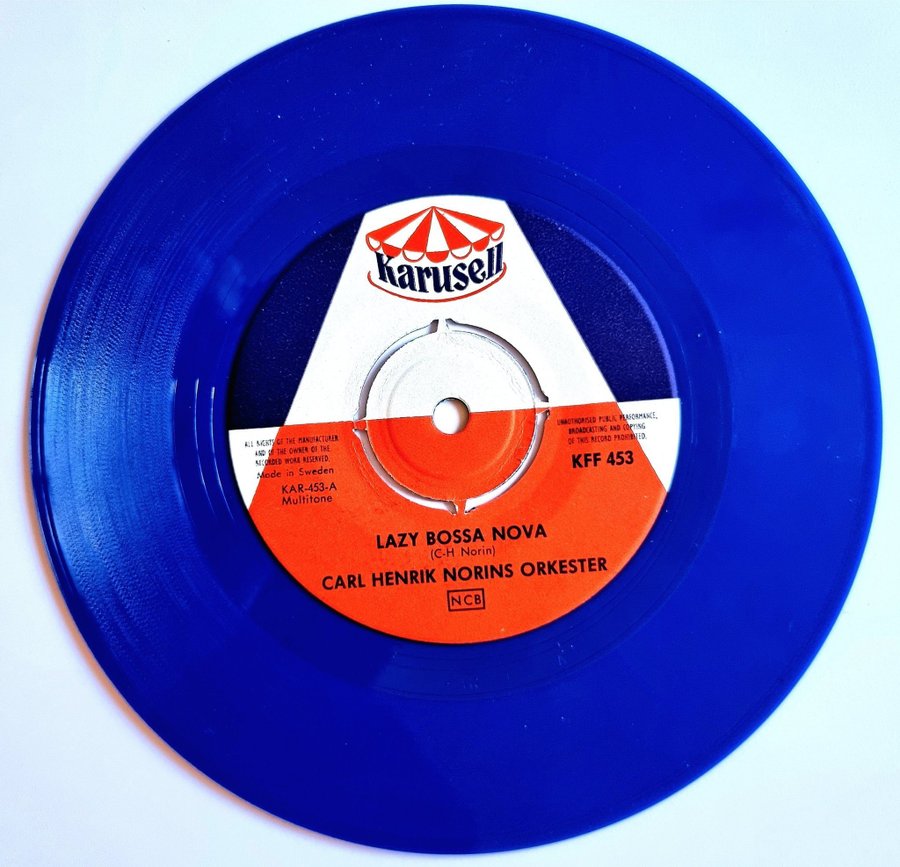 Karusell
ALL RIGHTS OF THE MANUFACTURER
AND OF THE OWNER OF THE
RECORDED WORK RESERVED.
Made in Sweden
KAR-453-A
Multitone
UNAUTHORISED PUBLIC PERFORMANCE,
BROADCASTING AND COPYING
OF THIS RECORD PROHIBITED.
KFF 453
LAZY BOSSA NOVA
(C-H Norin)
CARL HENRIK NORINS ORKESTER
NCB